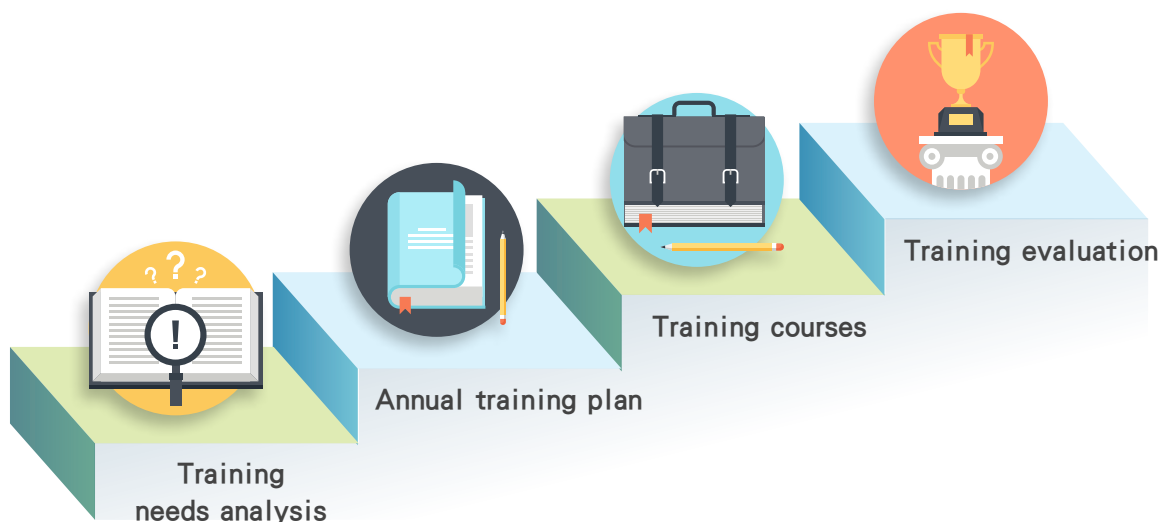 ? ? ?
!
Training
needs analysis
Annual training plan
Training courses
Training evaluation